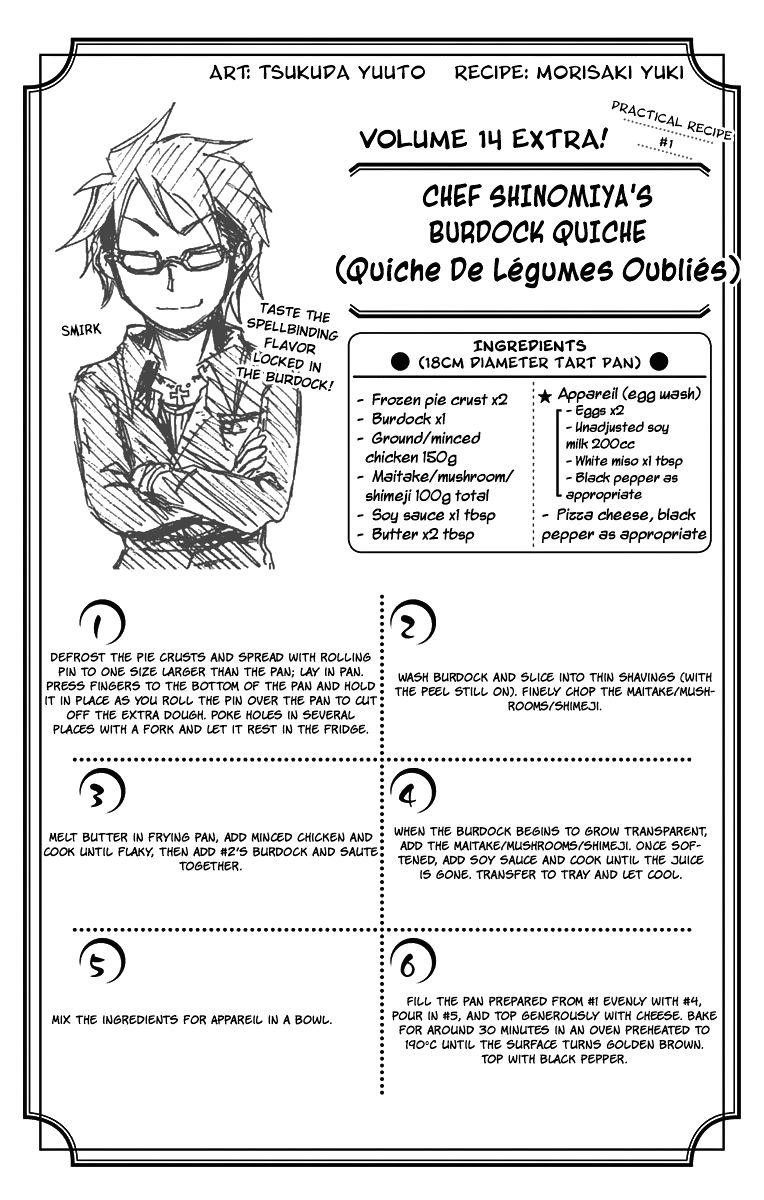 ART: TSUKUDA YUUTO RECIPE: MORISAKI YUKI
PRACTICAL RECIPE
#1
VOLUME 14 EXTRA!
CHEF SHINOMIYA'S
BURDOCK QUICHE
(Quiche De Légumes Oubliés)
SMIRK
TASTE THE
SPELLBINDING
FLAVOR
LOCKED IN
THE BURDOCK!
INGREDIENTS
(18CM DIAMETER TART PAN)
- Frozen pie crust x2
- Burdock x1
- Ground/minced
chicken 150g
- Maitake/mushroom/
shimeji 100g total
- Soy sauce x1 tbsp
- Butter x2 tbsp
★ Appareil (egg wash)
- Eggs x2
- Unadjusted soy
milk 200cc
- White miso x1 tbsp
- Black pepper as
appropriate
- Pizza cheese, black
pepper as appropriate
1
DEFROST THE PIE CRUSTS AND SPREAD WITH ROLLING
PIN TO ONE SIZE LARGER THAN THE PAN; LAY IN PAN.
PRESS FINGERS TO THE BOTTOM OF THE PAN AND HOLD
IT IN PLACE AS YOU ROLL THE PIN OVER THE PAN TO CUT
OFF THE EXTRA DOUGH. POKE HOLES IN SEVERAL
PLACES WITH A FORK AND LET IT REST IN THE FRIDGE.
2
WASH BURDOCK AND SLICE INTO THIN SHAVINGS (WITH
THE PEEL STILL ON). FINELY CHOP THE MAITAKE/MUSH-
ROOMS/SHIMEJI.
3
MELT BUTTER IN FRYING PAN, ADD MINCED CHICKEN AND
COOK UNTIL FLAKY, THEN ADD #2'S BURDOCK AND SAUTE
TOGETHER.
4
WHEN THE BURDOCK BEGINS TO GROW TRANSPARENT,
ADD THE MAITAKE/MUSHROOMS/SHIMEJI. ONCE SOF-
TENED, ADD SOY SAUCE AND COOK UNTIL THE JUICE
IS GONE. TRANSFER TO TRAY AND LET COOL.
5
MIX THE INGREDIENTS FOR APPAREIL IN A BOWL.
6
FILL THE PAN PREPARED FROM #1 EVENLY WITH #4,
POUR IN #5, AND TOP GENEROUSLY WITH CHEESE. BAKE
FOR AROUND 30 MINUTES IN AN OVEN PREHEATED TO
190°C UNTIL THE SURFACE TURNS GOLDEN BROWN.
TOP WITH BLACK PEPPER.